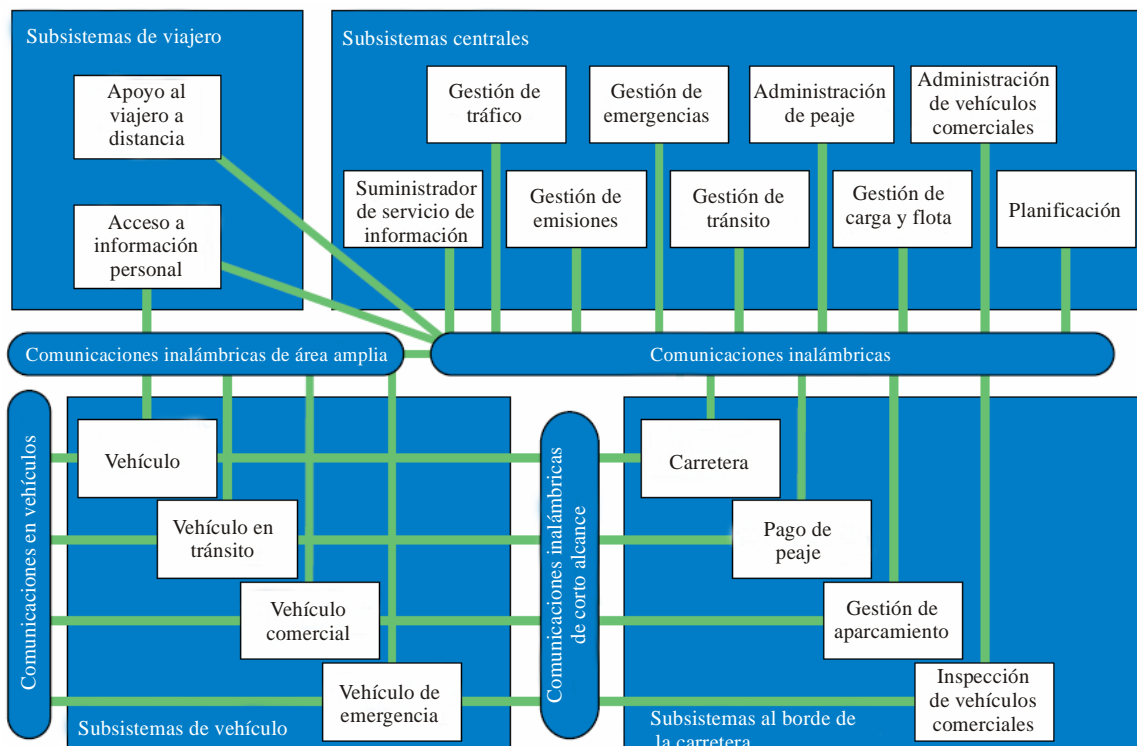 Subsistemas de viajero
Apoyo al
viajero a
distancia
Acceso a
información
personal
Subsistemas centrales
Gestión de
tráfico
Gestión de
emergencias
Administración
de peaje
Administración
de vehículos
comerciales
Suministrador
de servicio de
información
Gestión de
emisiones
Gestión de
tránsito
Gestión de
carga y flota
Planificación
Comunicaciones inalámbricas de área amplia
Comunicaciones inalámbricas
Comunicaciones en vehículos
Vehículo
Vehículo en
tránsito
Vehículo
comercial
Vehículo de
emergencia
Subsistemas de vehículo
Comunicaciones inalámbricas
de corto alcance
Carretera
Pago de
peaje
Gestión de
aparcamiento
Inspección
de vehículos
comerciales
Subsistemas al borde de
la carretera